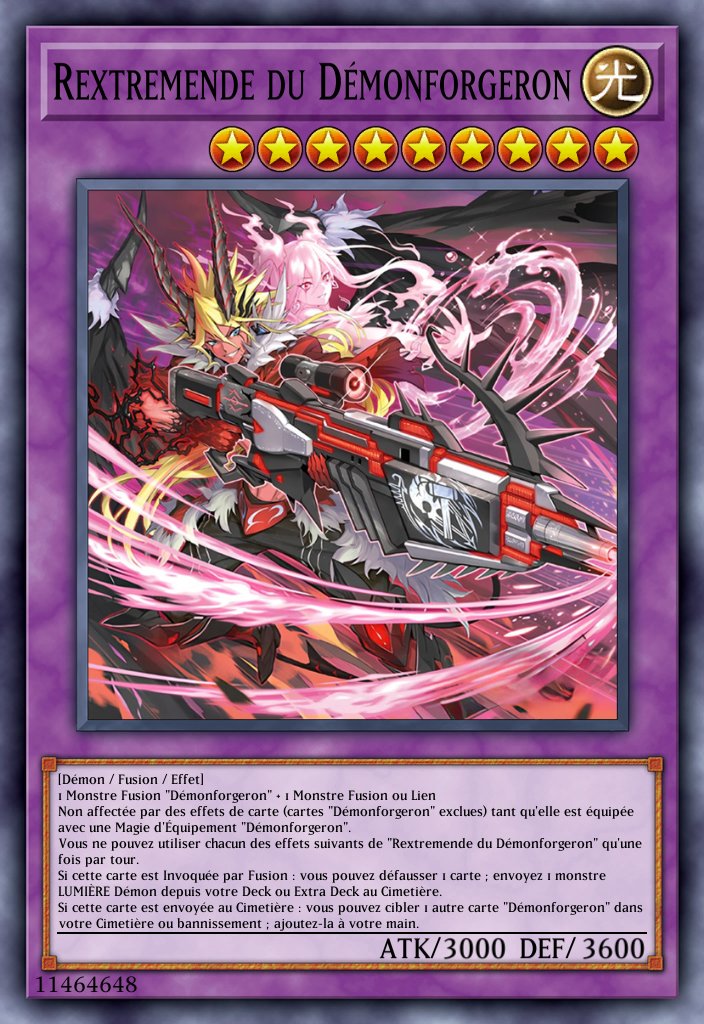 Rextremende du Démonforgeron
光
[Démon / Fusion / Effet]
1 Monstre Fusion "Démonforgeron" + 1 Monstre Fusion ou Lien
Non affectée par des effets de carte (cartes "Démonforgeron" exclues) tant qu'elle est équipée
avec une Magie d'Équipement "Démonforgeron".
Vous ne pouvez utiliser chacun des effets suivants de "Rextremende du Démonforgeron" qu'une
fois par tour.
Si cette carte est Invoquée par Fusion : vous pouvez défausser 1 carte ; envoyez 1 monstre
LUMIÈRE Démon depuis votre Deck ou Extra Deck au Cimetière.
Si cette carte est envoyée au Cimetière : vous pouvez cibler 1 autre carte "Démonforgeron" dans
votre Cimetière ou bannissement ; ajoutez-la à votre main.
ATK/3000 DEF/ 3600
11464648